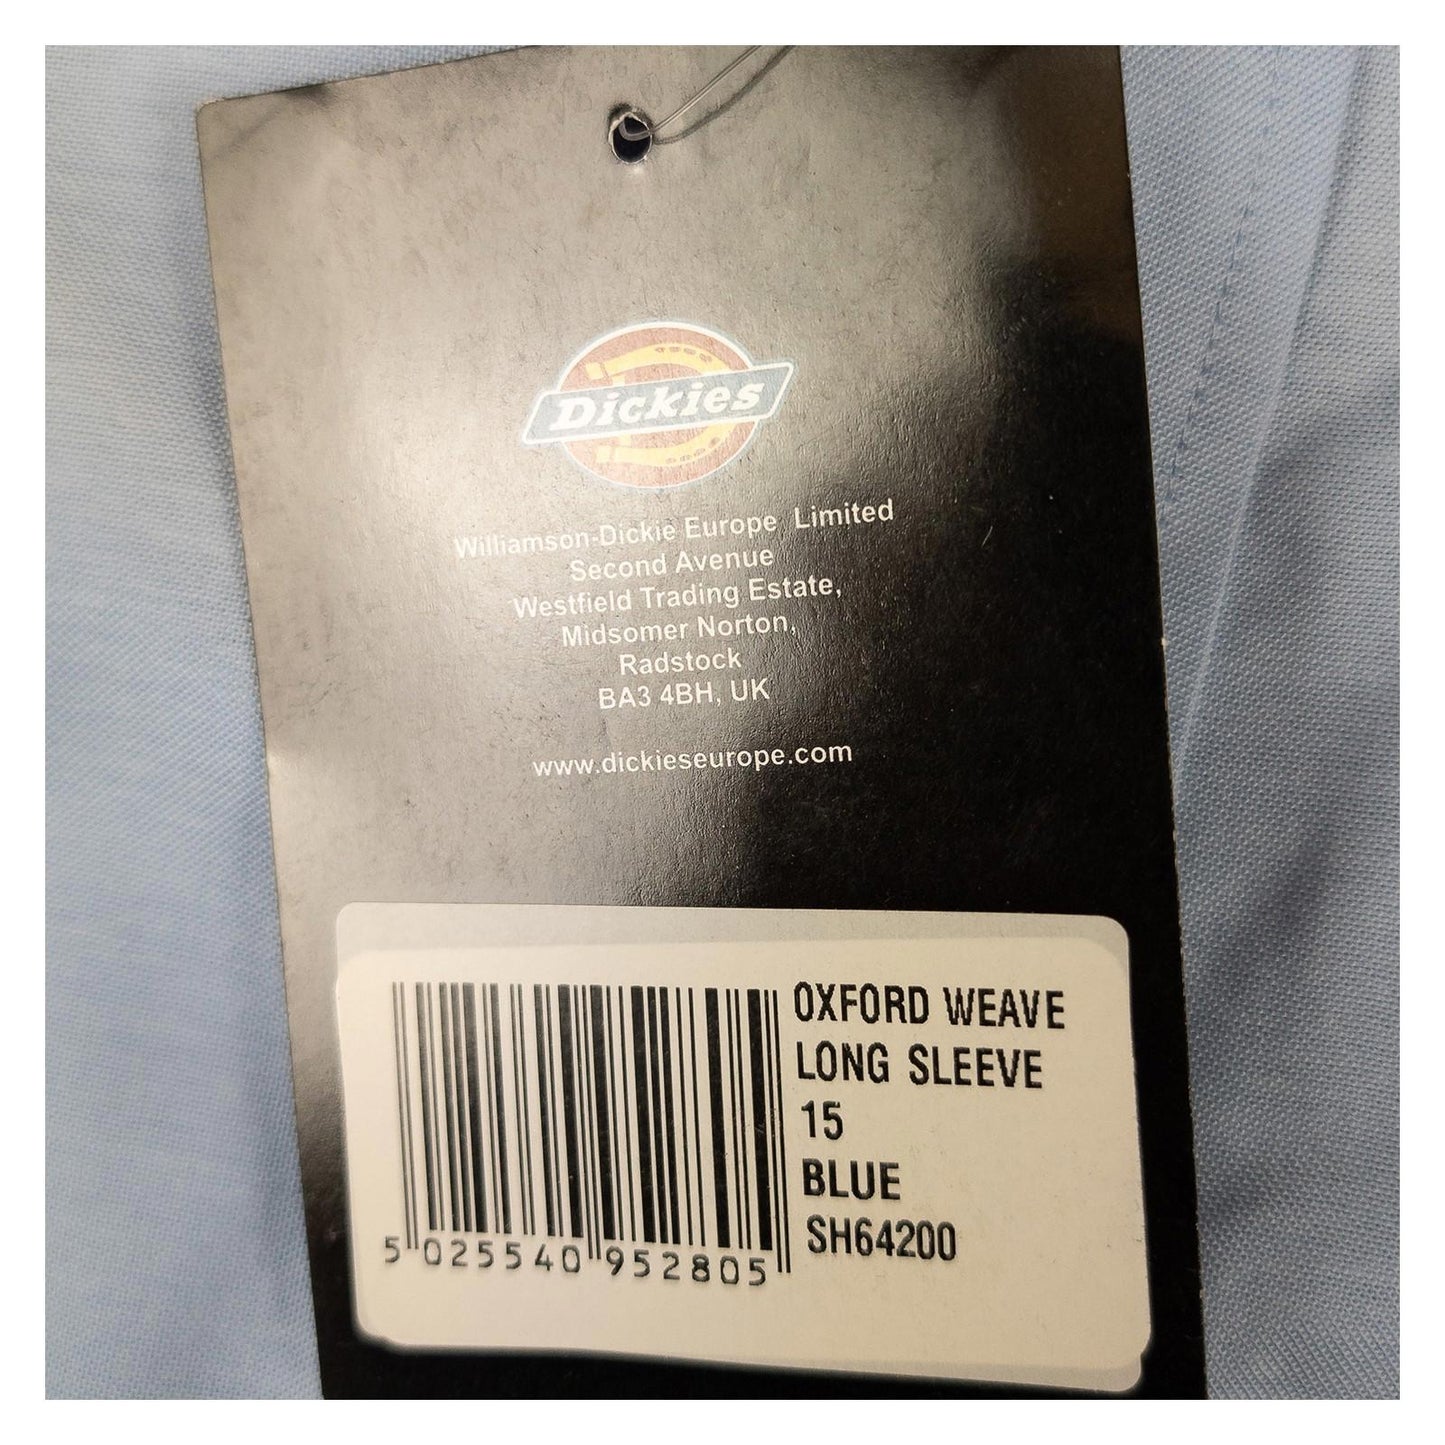 Dickies
Williamson-Dickie Europe Limited
Second Avenue
Westfield Trading Estate,
Midsomer Norton,
Radstock
BA3 4BH, UK
www.dickieseurope.com
OXFORD WEAVE
LONG SLEEVE
15
BLUE
SH64200
5 025540 952805